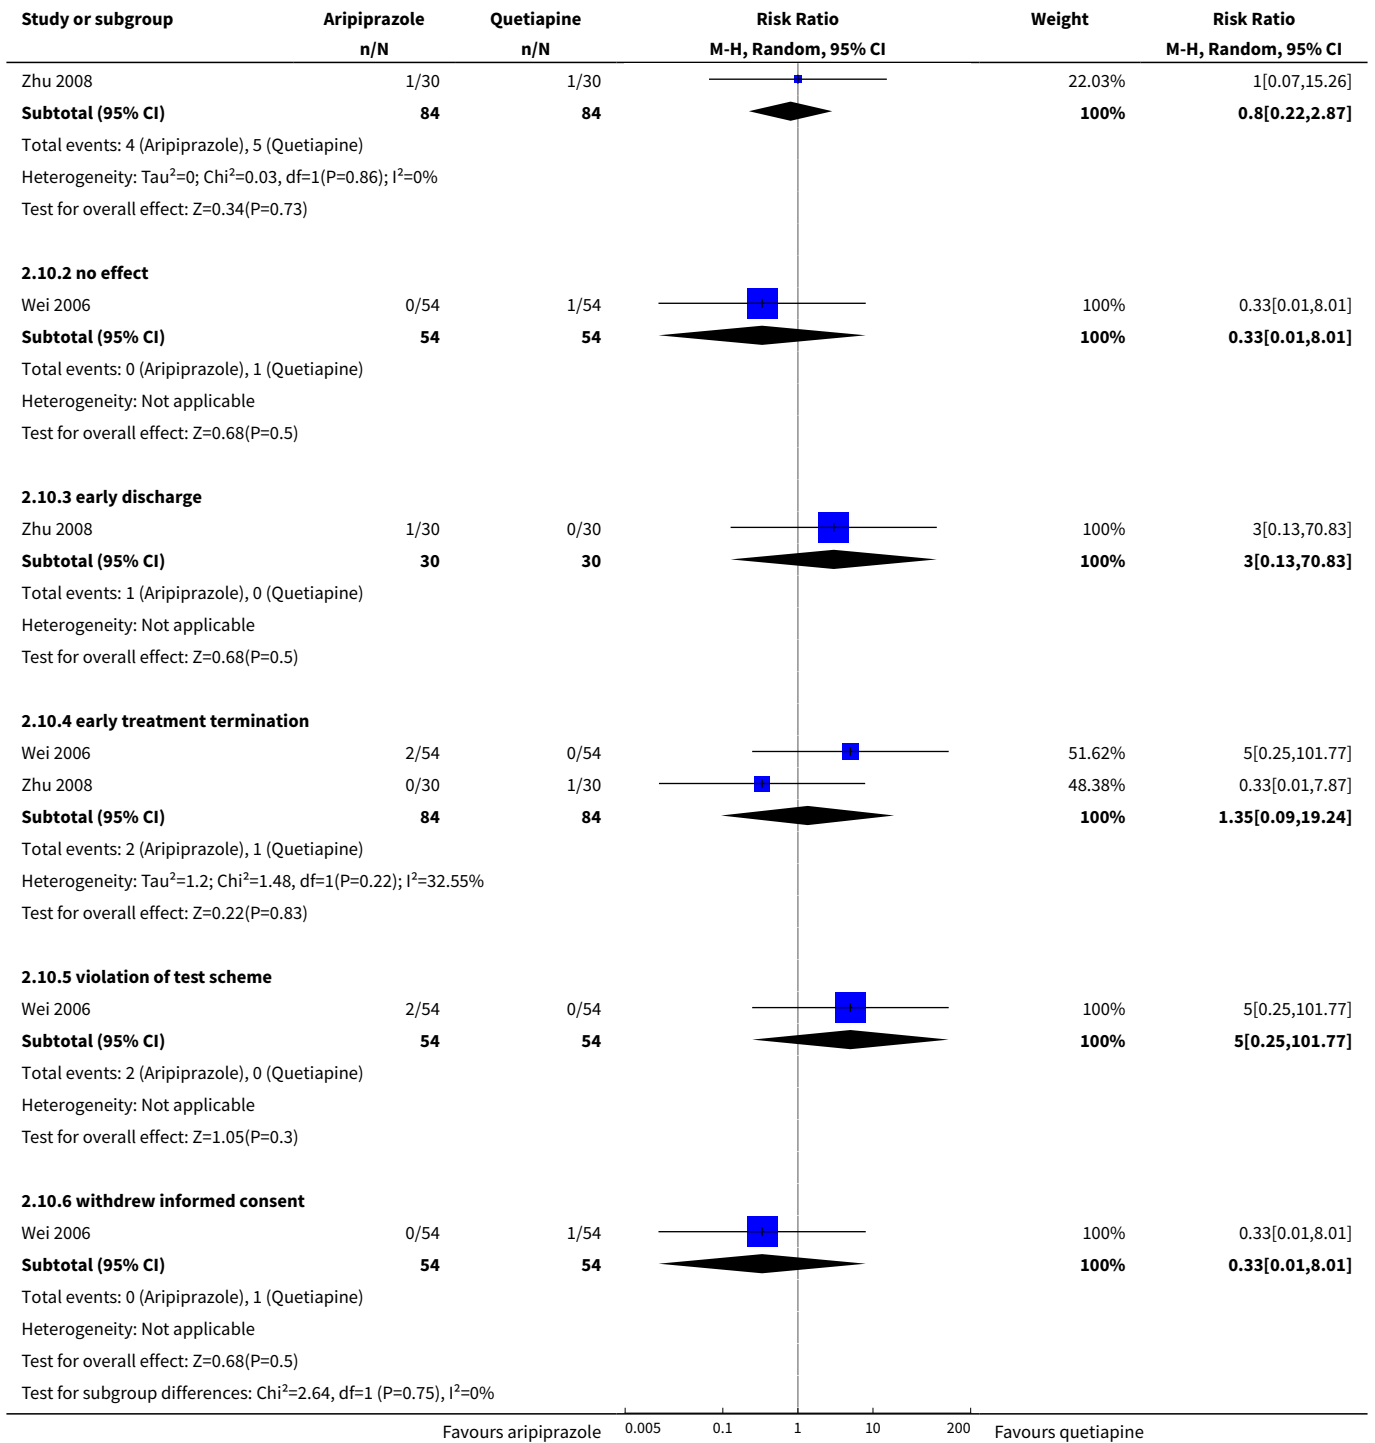 Study or subgroup Aripiprazole Quetiapine Risk Ratio Weight Risk Ratio
n/N n/N M-H, Random, 95% CI M-H, Random, 95% CI
Zhu 2008 1/30 1/30 22.03% 1[0.07,15.26]
Subtotal (95% CI) 84 84 100% 0.8[0.22,2.87]
Total events: 4 (Aripiprazole), 5 (Quetiapine)
Heterogeneity: Tau²=0; Chi²=0.03, df=1(P=0.86); I²=0%
Test for overall effect: Z=0.34(P=0.73)
2.10.2 no effect
Wei 2006 0/54 1/54 100% 0.33[0.01,8.01]
Subtotal (95% CI) 54 54 100% 0.33[0.01,8.01]
Total events: 0 (Aripiprazole), 1 (Quetiapine)
Heterogeneity: Not applicable
Test for overall effect: Z=0.68(P=0.5)
2.10.3 early discharge
Zhu 2008 1/30 0/30 100% 3[0.13,70.83]
Subtotal (95% CI) 30 30 100% 3[0.13,70.83]
Total events: 1 (Aripiprazole), 0 (Quetiapine)
Heterogeneity: Not applicable
Test for overall effect: Z=0.68(P=0.5)
2.10.4 early treatment termination
Wei 2006 2/54 0/54 51.62% 5[0.25,101.77]
Zhu 2008 0/30 1/30 48.38% 0.33[0.01,7.87]
Subtotal (95% CI) 84 84 100% 1.35[0.09,19.24]
Total events: 2 (Aripiprazole), 1 (Quetiapine)
Heterogeneity: Tau²=1.2; Chi²=1.48, df=1(P=0.22); I²=32.55%
Test for overall effect: Z=0.22(P=0.83)
2.10.5 violation of test scheme
Wei 2006 2/54 0/54 100% 5[0.25,101.77]
Subtotal (95% CI) 54 54 100% 5[0.25,101.77]
Total events: 2 (Aripiprazole), 0 (Quetiapine)
Heterogeneity: Not applicable
Test for overall effect: Z=1.05(P=0.3)
2.10.6 withdrew informed consent
Wei 2006 0/54 1/54 100% 0.33[0.01,8.01]
Subtotal (95% CI) 54 54 100% 0.33[0.01,8.01]
Total events: 0 (Aripiprazole), 1 (Quetiapine)
Heterogeneity: Not applicable
Test for overall effect: Z=0.68(P=0.5)
Test for subgroup differences: Chi²=2.64, df=1 (P=0.75), I²=0%
Favours aripiprazole 0.005 0.1 1 10 200 Favours quetiapine